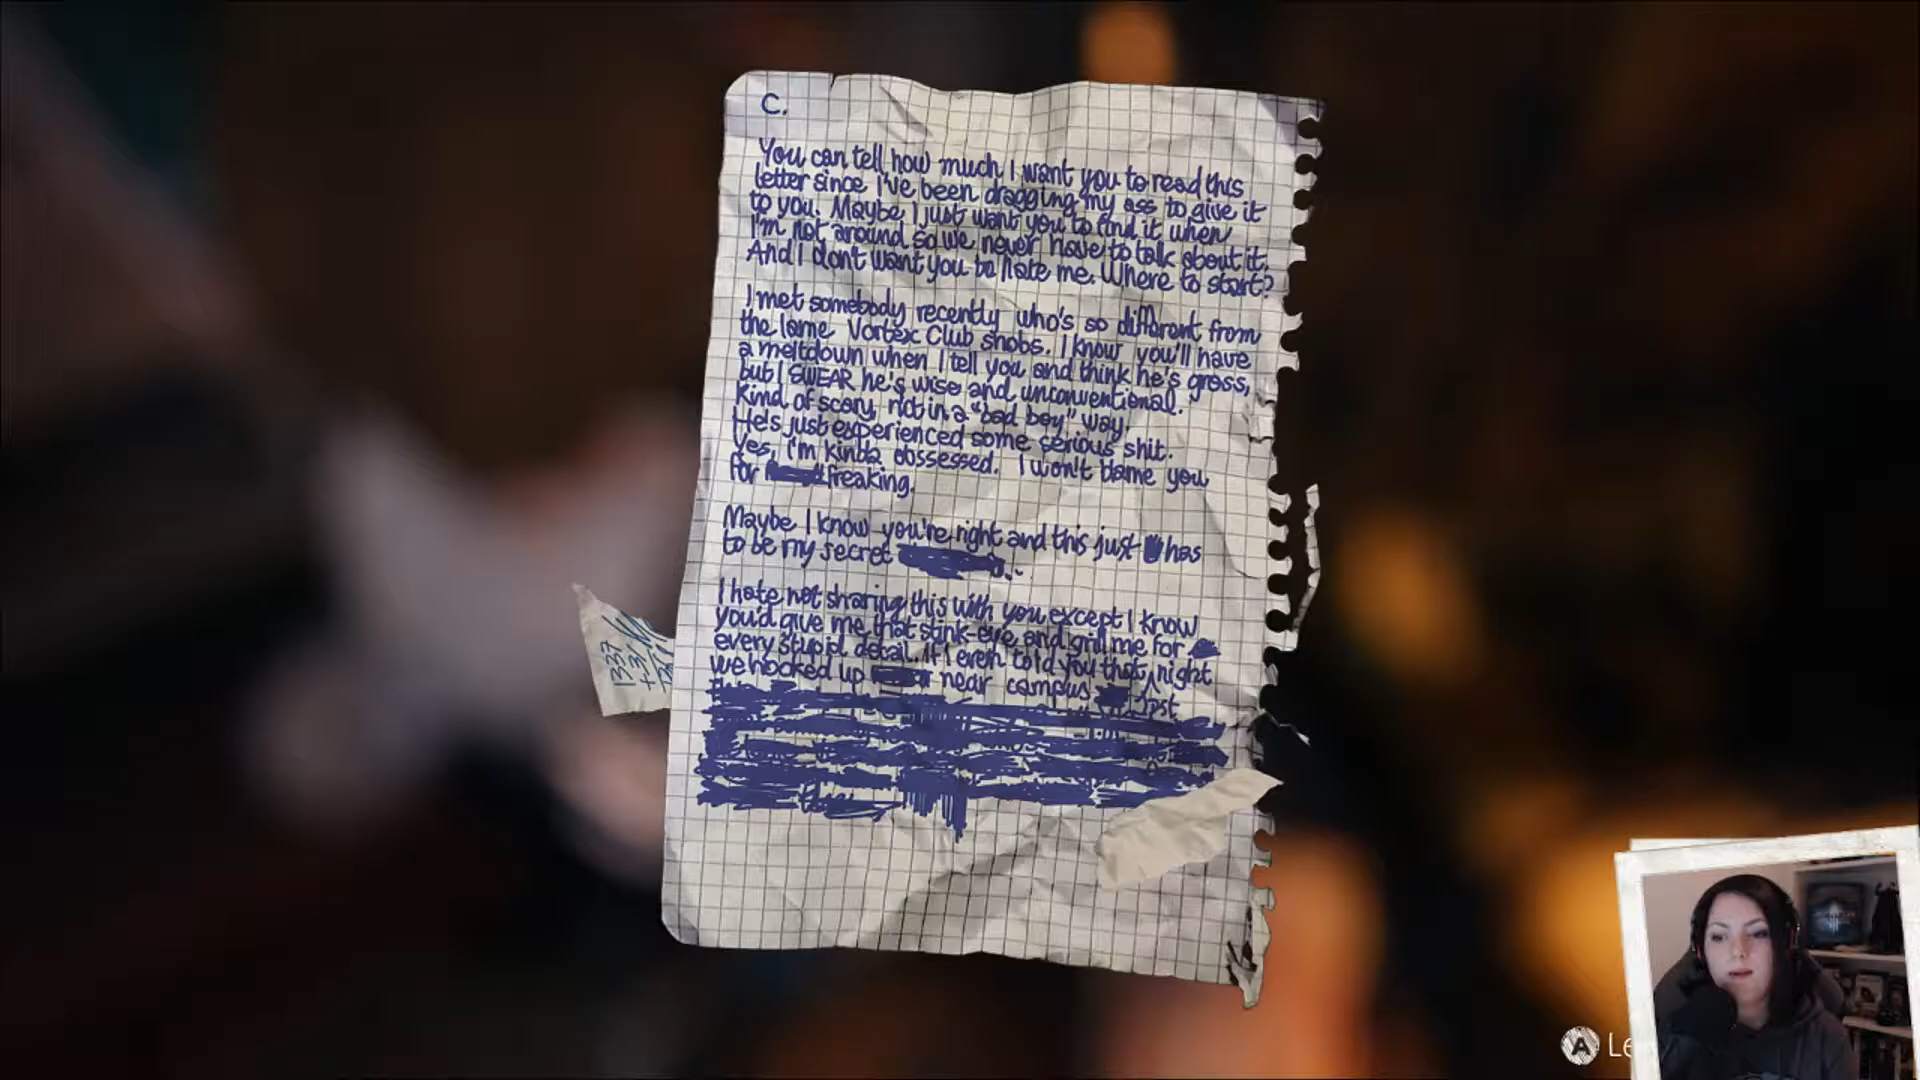 C.
You can tell how much I want you to read this
letter since I've been dragging my ass to give it
to you. Maybe I just want you to find it when
I'm not around so we never have to talk about it.
And I dont want you to hate me. Where to start?
I met somebody recently who's so different from
the lame Vortex Club snobs. I know you'll have
a meltdown when I tell you and think he's gross,
but I SWEAR he's wise and unconventional.
Kind of scary, not in a "bad boy" way,
He's just experienced some serious shit.
Yes, I'm kinda obssessed. I won't blame you
for freaking.
Maybe I know you're right and this just has
to be my secret
I hate not sharing this with you except I know
you'd give me that stink-eye and grill me for
every stupid detail. If I even told you that night
we hooked up near campus just
1337
A Le